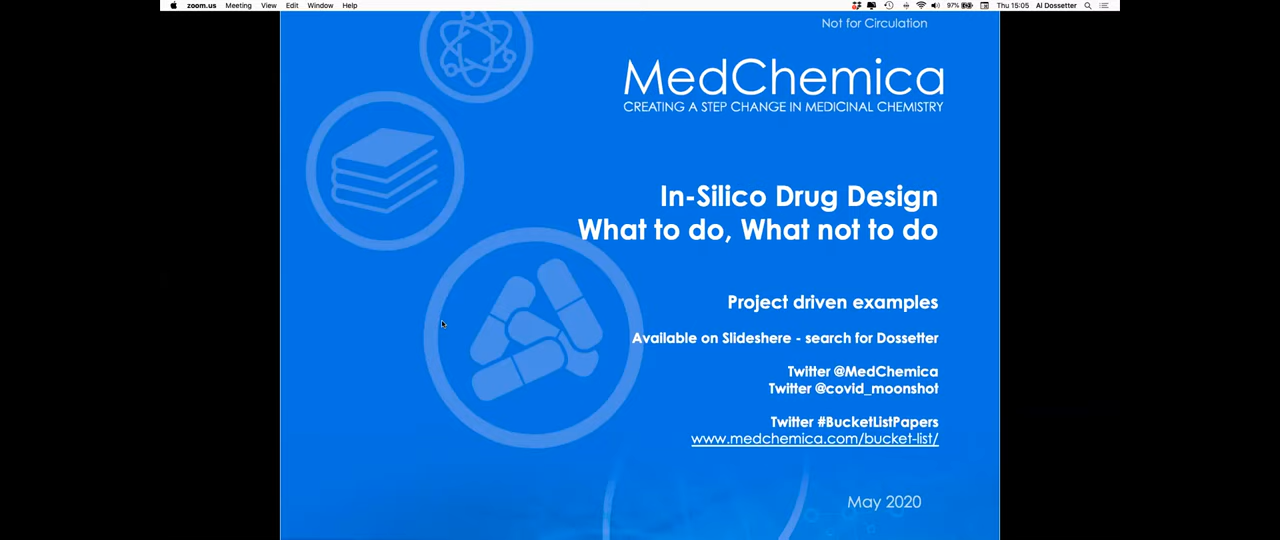 zoom.us Meeting View Edit Window Help 97% Thu 15:05 Al Dossetter
Not for Circulation
MedChemica
CREATING A STEP CHANGE IN MEDICINAL CHEMISTRY
In-Silico Drug Design
What to do, What not to do
Project driven examples
Available on Slideshere - search for Dossetter
Twitter @MedChemica
Twitter @covid_moonshot
Twitter #BucketListPapers
www.medchemica.com/bucket-list/
May 2020